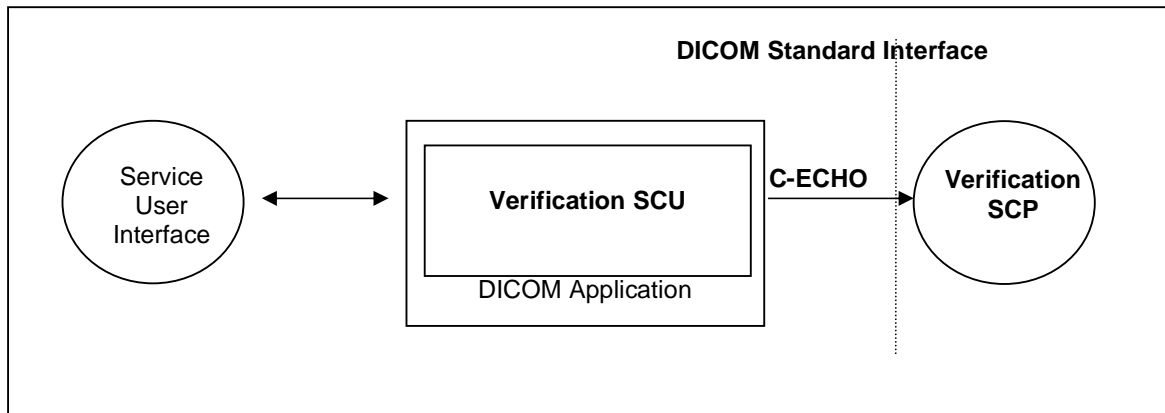 DICOM Standard Interface
Service
User
Interface
Verification SCU
DICOM Application
C-ECHO
Verification
SCP